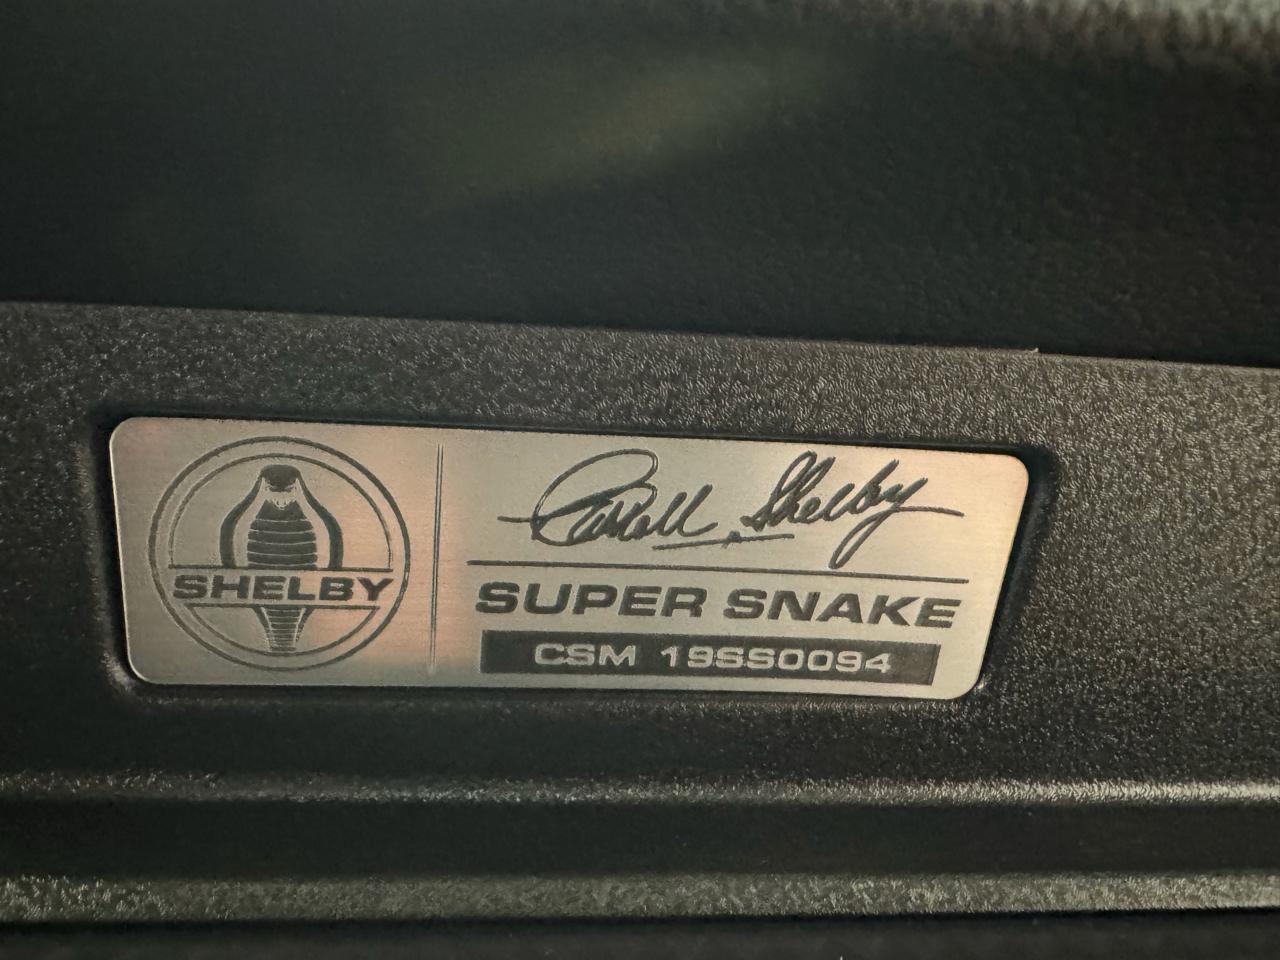 SHELBY
Carroll Shelby
SUPER SNAKE
CSM 19SS0094